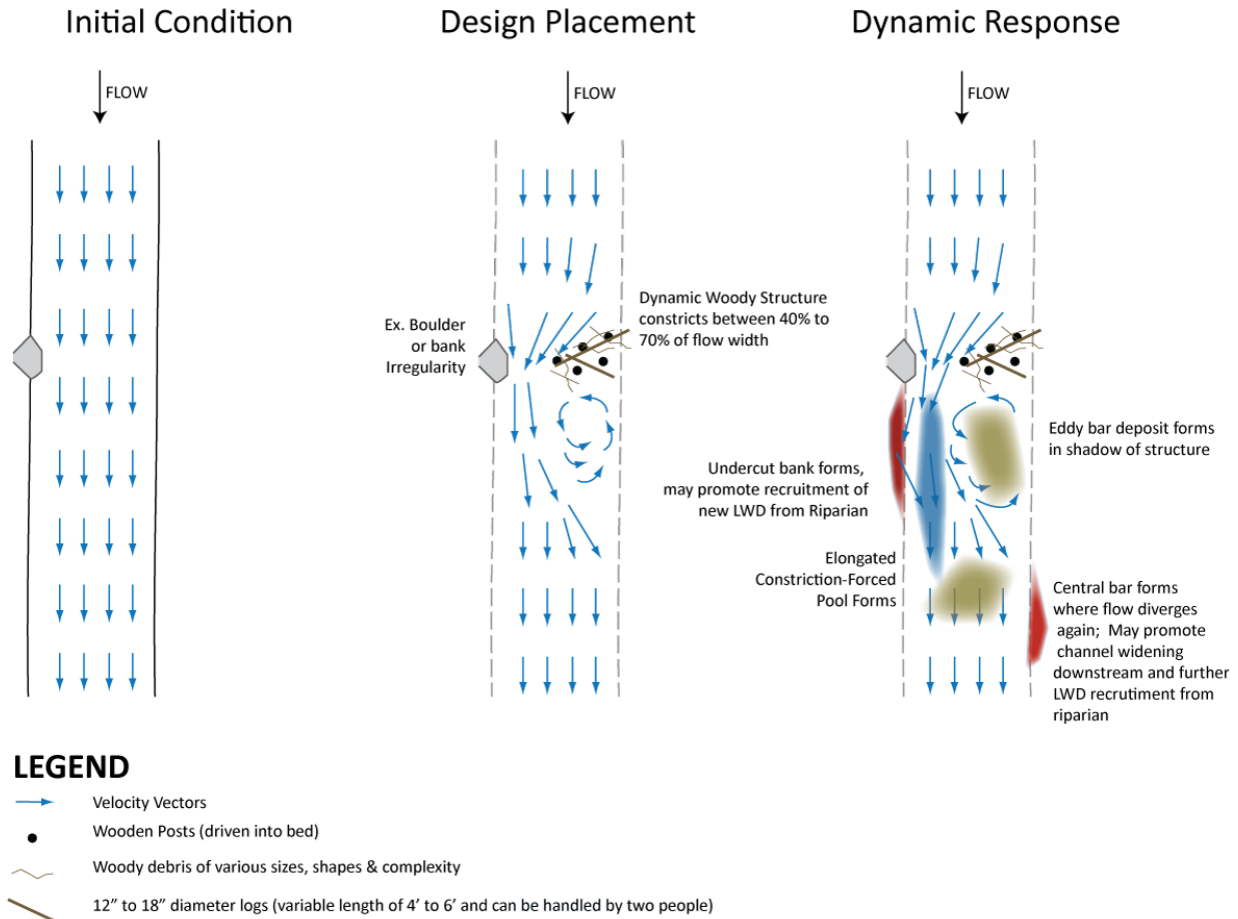 Initial Condition
Design Placement
Dynamic Response
FLOW
FLOW
FLOW
Ex. Boulder
or bank
Irregularity
Dynamic Woody Structure
constricts between 40% to
70% of flow width
Undercut bank forms,
may promote recruitment of
new LWD from Riparian
Elongated
Constriction-Forced
Pool Forms
Eddy bar deposit forms
in shadow of structure
Central bar forms
where flow diverges
again; May promote
channel widening
downstream and further
LWD recrutiment from
riparian
LEGEND
Velocity Vectors
Wooden Posts (driven into bed)
Woody debris of various sizes, shapes & complexity
12” to 18” diameter logs (variable length of 4’ to 6’ and can be handled by two people)